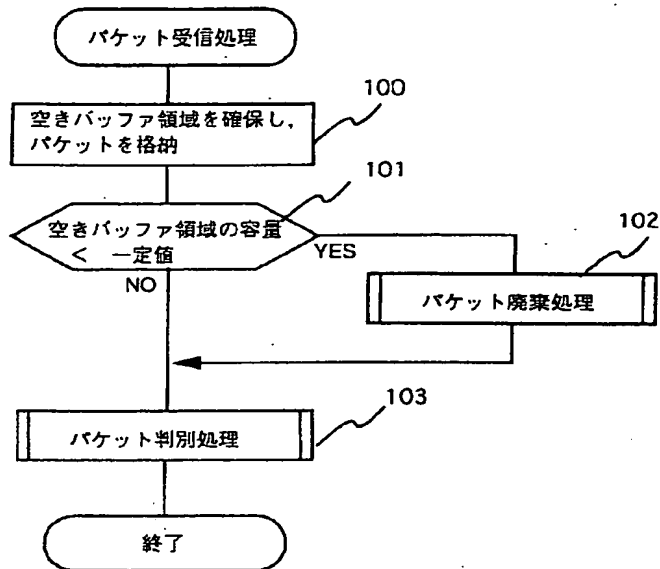 パケット受信処理
100
空きバッファ領域を確保し,
パケットを格納
101
空きバッファ領域の容量
< 一定値
YES
NO
102
パケット廃棄処理
103
パケット判別処理
終了